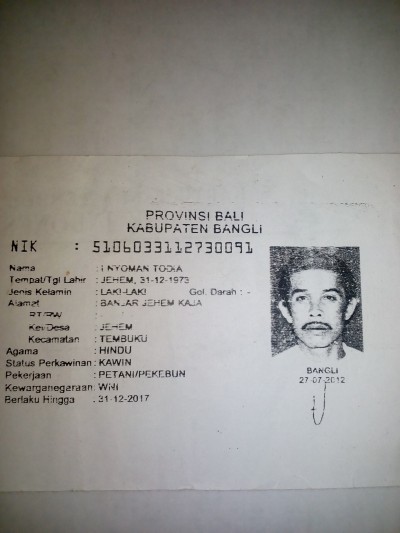 PROVINSI BALI
KABUPATEN BANGLI
NIK : 5106033112730091
Nama : I NYOMAN TODIA
Tempat/Tgl Lahir : JEHEM, 31-12-1973
Jenis Kelamin : LAKI-LAKI Gol. Darah : -
Alamat : BANJAR JEHEM KAJA
RT/RW :
Kel/Desa : JEHEM
Kecamatan : TEMBUKU
Agama : HINDU
Status Perkawinan : KAWIN
Pekerjaan : PETANI/PEKEBUN
Kewarganegaraan: WNI
Berlaku Hingga : 31-12-2017
BANGLI
27-07-2012